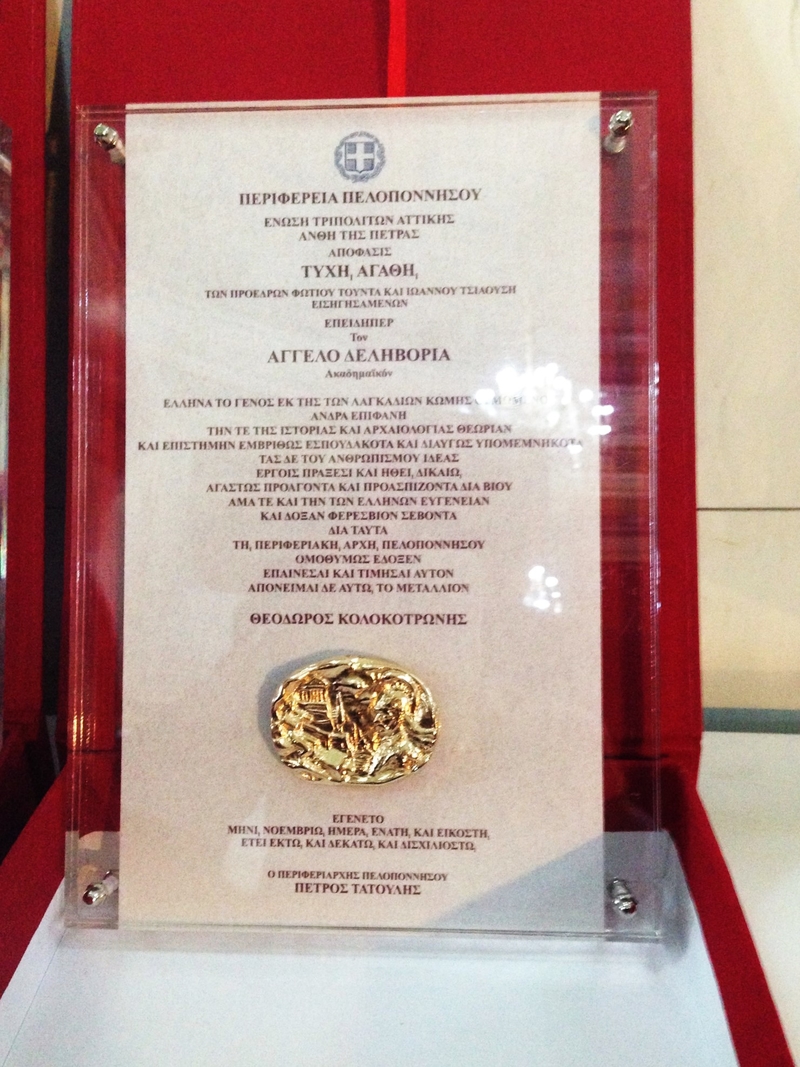 ΠΕΡΙΦΕΡΕΙΑ ΠΕΛΟΠΟΝΝΗΣΟΥ
ΕΝΩΣΗ ΤΡΙΠΟΛΙΤΩΝ ΑΤΤΙΚΗΣ
ΑΝΘΗ ΤΗΣ ΠΕΤΡΑΣ
ΑΠΟΦΑΣΙΣ
ΤΥΧΗ, ΑΓΑΘΗ,
ΤΩΝ ΠΡΟΕΔΡΩΝ ΦΩΤΙΟΥ ΤΟΥΝΤΑ ΚΑΙ ΙΩΑΝΝΟΥ ΤΣΙΑΟΥΣΗ
ΕΙΣΗΓΗΣΑΜΕΝΩΝ
ΕΠΕΙΔΗΠΕΡ
Τον
ΑΓΓΕΛΟ ΔΕΛΗΒΟΡΙΑ
Ακαδημαϊκόν
ΕΛΛΗΝΑ ΤΟ ΓΕΝΟΣ ΕΚ ΤΗΣ ΤΩΝ ΛΑΓΚΑΔΙΩΝ ΚΩΜΗΣ
ΑΝΔΡΑ ΕΠΙΦΑΝΗ
ΤΗΝ ΤΕ ΤΗΣ ΙΣΤΟΡΙΑΣ ΚΑΙ ΑΡΧΑΙΟΛΟΓΙΑΣ ΘΕΩΡΙΑΝ
ΚΑΙ ΕΠΙΣΤΗΜΗΝ ΕΜΒΡΙΘΩΣ ΕΣΠΟΥΔΑΚΟΤΑ ΚΑΙ ΔΙΑΥΓΩΣ ΥΠΟΜΕΜΝΗΚΟΤΑ
ΤΑΣ ΔΕ ΤΟΥ ΑΝΘΡΩΠΙΣΜΟΥ ΙΔΕΑΣ
ΕΡΓΟΙΣ ΠΡΑΞΕΣΙ ΚΑΙ ΗΘΕΙ, ΔΙΚΑΙΩ,
ΑΓΑΣΤΩΣ ΠΡΟΑΓΟΝΤΑ ΚΑΙ ΠΡΟΑΣΠΙΖΟΝΤΑ ΔΙΑ ΒΙΟΥ
ΑΜΑ ΤΕ ΚΑΙ ΤΗΝ ΤΩΝ ΕΛΛΗΝΩΝ ΕΥΓΕΝΕΙΑΝ
ΚΑΙ ΔΟΞΑΝ ΦΕΡΕΣΒΙΟΝ ΣΕΒΟΝΤΑ
ΔΙΑ ΤΑΥΤΑ
ΤΗ, ΠΕΡΙΦΕΡΙΑΚΗ, ΑΡΧΗ, ΠΕΛΟΠΟΝΝΗΣΟΥ
ΟΜΟΘΥΜΩΣ ΕΔΟΞΕΝ
ΕΠΑΙΝΕΣΑΙ ΚΑΙ ΤΙΜΗΣΑΙ ΑΥΤΟΝ
ΑΠΟΝΕΙΜΑΙ ΔΕ ΑΥΤΩ, ΤΟ ΜΕΤΑΛΛΙΟΝ
ΘΕΟΔΩΡΟΣ ΚΟΛΟΚΟΤΡΩΝΗΣ
ΕΓΕΝΕΤΟ
ΜΗΝΙ, ΝΟΕΜΒΡΙΩ, ΗΜΕΡΑ, ΕΝΑΤΗ, ΚΑΙ ΕΙΚΟΣΤΗ,
ΕΤΕΙ ΕΚΤΩ, ΚΑΙ ΔΕΚΑΤΩ, ΚΑΙ ΔΙΣΧΙΛΙΟΣΤΩ,
Ο ΠΕΡΙΦΕΡΙΑΡΧΗΣ ΠΕΛΟΠΟΝΝΗΣΟΥ
ΠΕΤΡΟΣ ΤΑΤΟΥΛΗΣ